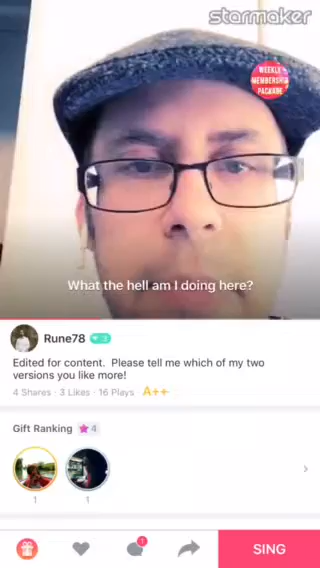 starmaker
WEEKLY
MEMBERSHIP
PACKAGE
What the hell am I doing here?
Rune78 3
Edited for content. Please tell me which of my two
versions you like more!
4 Shares · 3 Likes · 16 Plays A++
Gift Ranking 4
1 1
1
SING